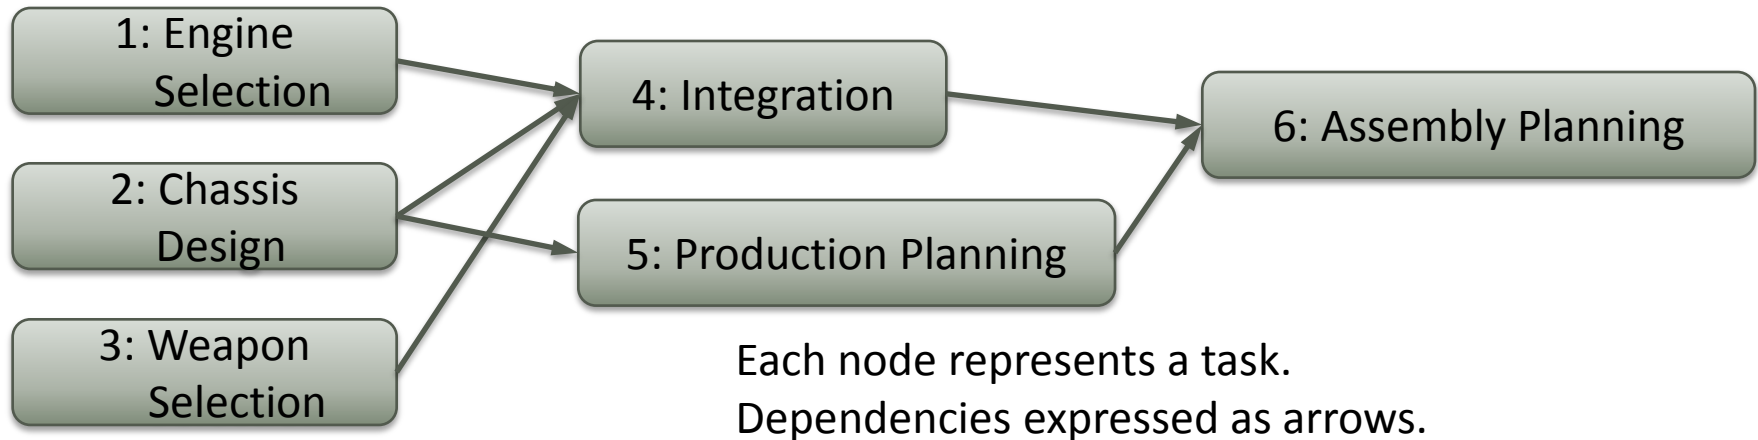 1: Engine
Selection
2: Chassis
Design
3: Weapon
Selection
4: Integration
5: Production Planning
6: Assembly Planning
Each node represents a task.
Dependencies expressed as arrows.